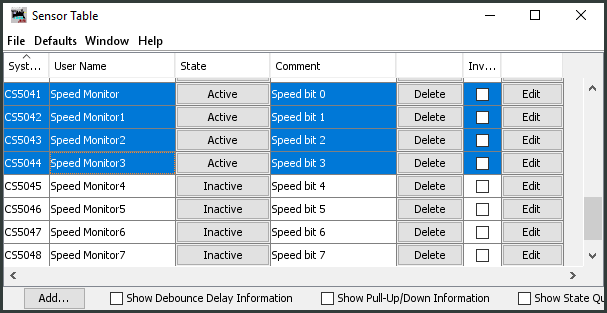 Sensor Table
File Defaults Window Help
Syst... User Name State Comment Inv...
CS5041 Speed Monitor Active Speed bit 0 Delete Edit
CS5042 Speed Monitor1 Active Speed bit 1 Delete Edit
CS5043 Speed Monitor2 Active Speed bit 2 Delete Edit
CS5044 Speed Monitor3 Active Speed bit 3 Delete Edit
CS5045 Speed Monitor4 Inactive Speed bit 4 Delete Edit
CS5046 Speed Monitor5 Inactive Speed bit 5 Delete Edit
CS5047 Speed Monitor6 Inactive Speed bit 6 Delete Edit
CS5048 Speed Monitor7 Inactive Speed bit 7 Delete Edit
Add... Show Debounce Delay Information Show Pull-Up/Down Information Show State Qu